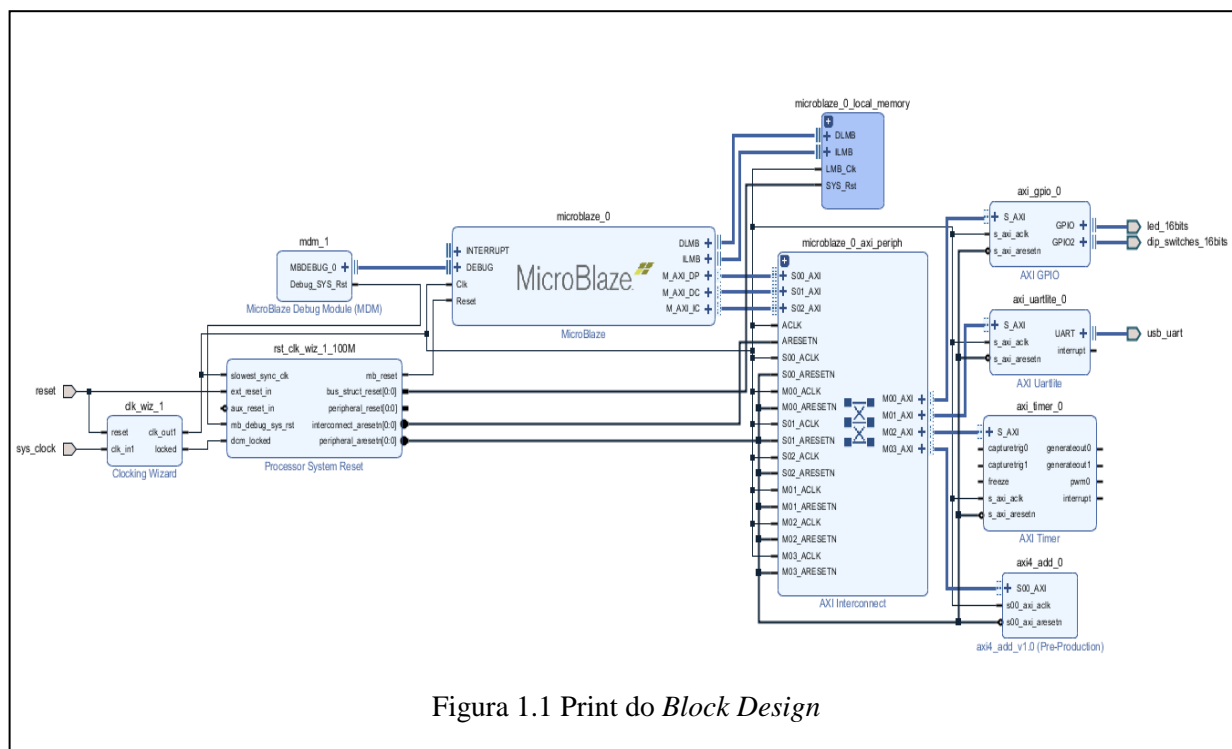 microblaze_0_local_memory
DLMB
ILMB
LMB_Clk
SYS_Rst
microblaze_0
INTERRUPT
DEBUG
Clk
Reset
MicroBlaze
DLMB
ILMB
M_AXI_DP
M_AXI_DC
M_AXI_IC
MicroBlaze
mdm_1
MBDEBUG_0
Debug_SYS_Rst
MicroBlaze Debug Module (MDM)
rst_clk_wiz_1_100M
slowest_sync_clk
ext_reset_in
aux_reset_in
mb_debug_sys_rst
dcm_locked
mb_reset
bus_struct_reset[0:0]
peripheral_reset[0:0]
interconnect_aresetn[0:0]
peripheral_aresetn[0:0]
Processor System Reset
reset
sys_clock
clk_wiz_1
reset
clk_in1
clk_out1
locked
Clocking Wizard
microblaze_0_axi_periph
S00_AXI
S01_AXI
S02_AXI
ACLK
ARESETN
S00_ACLK
S00_ARESETN
M00_ACLK
M00_ARESETN
S01_ACLK
S01_ARESETN
S02_ACLK
S02_ARESETN
M01_ACLK
M01_ARESETN
M02_ACLK
M02_ARESETN
M03_ACLK
M03_ARESETN
M00_AXI
M01_AXI
M02_AXI
M03_AXI
AXI Interconnect
axi_gpio_0
S_AXI
s_axi_aclk
s_axi_aresetn
GPIO
GPIO2
AXI GPIO
led_16bits
dip_switches_16bits
axi_uartlite_0
S_AXI
s_axi_aclk
s_axi_aresetn
UART
interrupt
AXI Uartlite
usb_uart
axi_timer_0
S_AXI
capturetrig0
capturetrig1
freeze
s_axi_aclk
s_axi_aresetn
generateout0
generateout1
pwm0
interrupt
AXI Timer
axi4_add_0
S00_AXI
s00_axi_aclk
s00_axi_aresetn
axi4_add_v1.0 (Pre-Production)
Figura 1.1 Print do Block Design